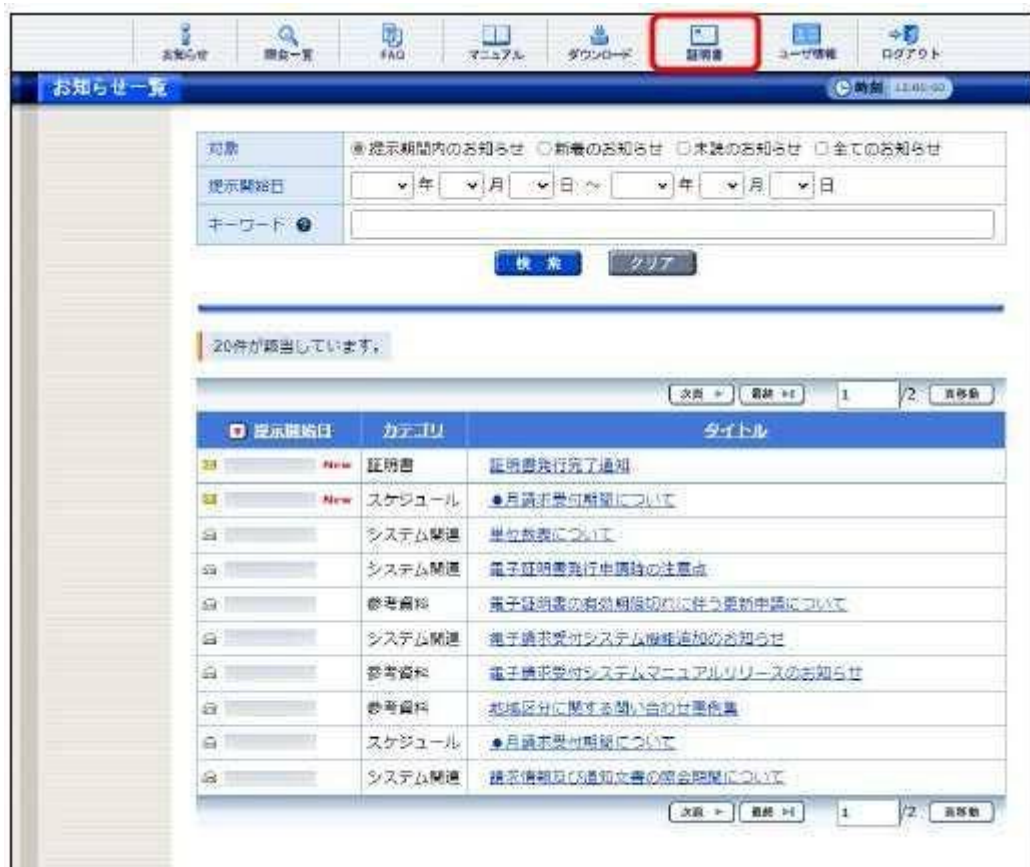 お知らせ 照会一覧 FAQ マニュアル ダウンロード 証明書 ユーザ情報 ログアウト
お知らせ一覧 時刻
対象 提示期間内のお知らせ 新着のお知らせ 未読のお知らせ 全てのお知らせ
提示開始日 年 月 日 ～ 年 月 日
キーワード
検索 クリア
20件が該当しています。
次頁 最終 1 /2 頁移動
提示開始日 カテゴリ タイトル
New 証明書 証明書発行完了通知
New スケジュール ●月請求受付期間について
システム関連 単位数表について
システム関連 電子証明書発行申請時の注意点
参考資料 電子証明書の有効期限切れに伴う更新申請について
システム関連 電子請求受付システム機能追加のお知らせ
参考資料 電子請求受付システムマニュアルリリースのお知らせ
参考資料 地域区分に関する問い合わせ事例集
スケジュール ●月請求受付期間について
システム関連 請求情報及び通知文書の照会期間について
次頁 最終 1 /2 頁移動